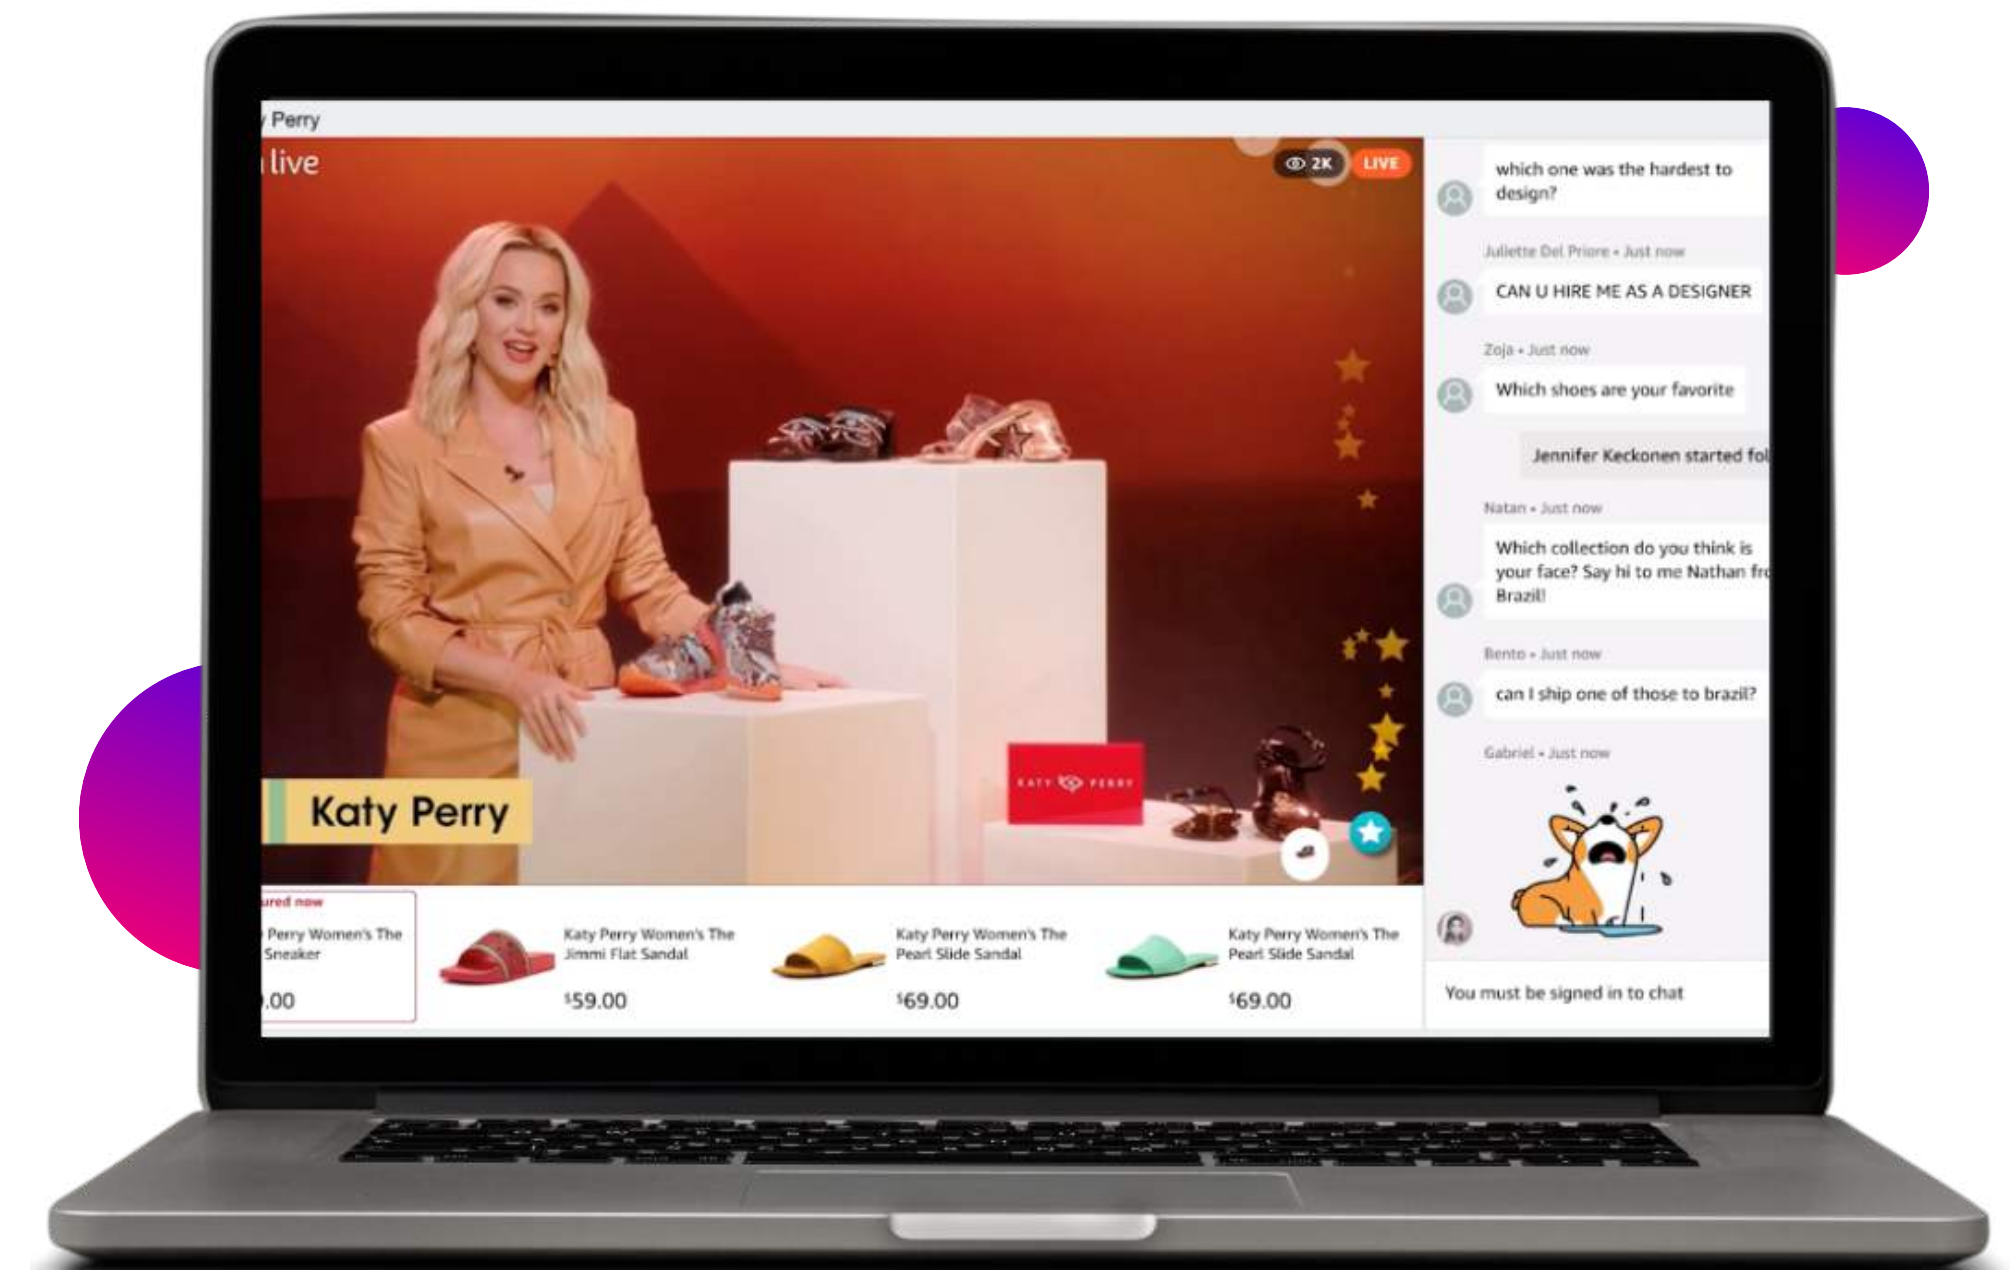 Perry
live
2K
LIVE
KATY PERRY
Katy Perry
ured now
Perry Women's The
Sneaker
.00
Katy Perry Women's The
Jimmi Flat Sandal
$59.00
Katy Perry Women's The
Pearl Slide Sandal
$69.00
Katy Perry Women's The
Pearl Slide Sandal
$69.00
which one was the hardest to
design?
Juliette Del Priore • Just now
CAN U HIRE ME AS A DESIGNER
Zoja • Just now
Which shoes are your favorite
Jennifer Keckonen started fol
Natan • Just now
Which collection do you think is
your face? Say hi to me Nathan fro
Brazil!
Bento • Just now
can I ship one of those to brazil?
Gabriel • Just now
You must be signed in to chat